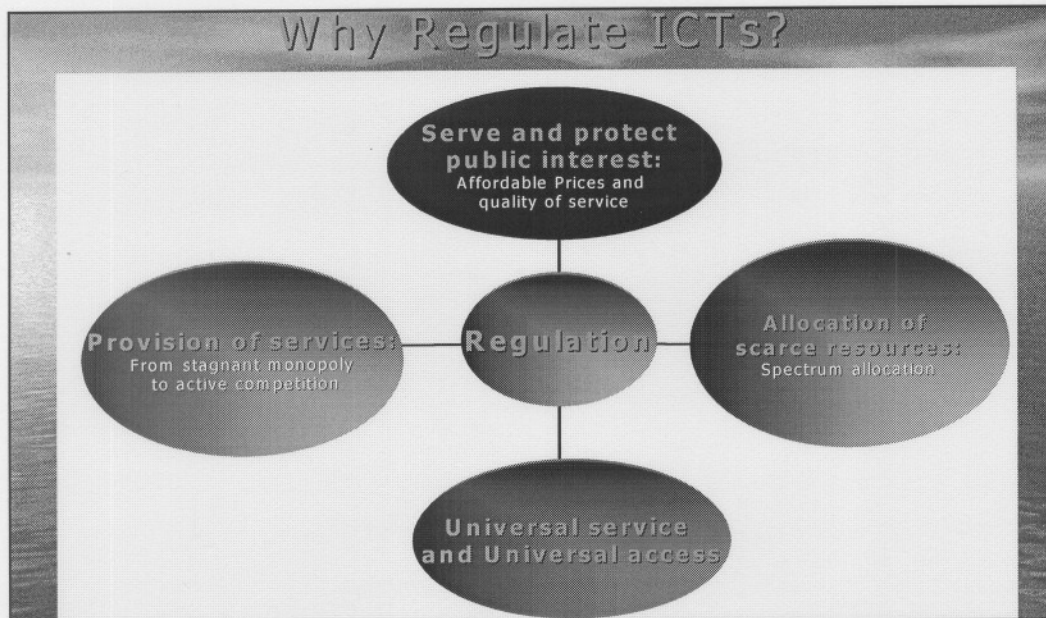 Why Regulate ICTs?
Serve and protect
public interest:
Affordable Prices and
quality of service
Provision of services:
From stagnant monopoly
to active competition
Regulation
Allocation of
scarce resources:
Spectrum allocation
Universal service
and Universal access